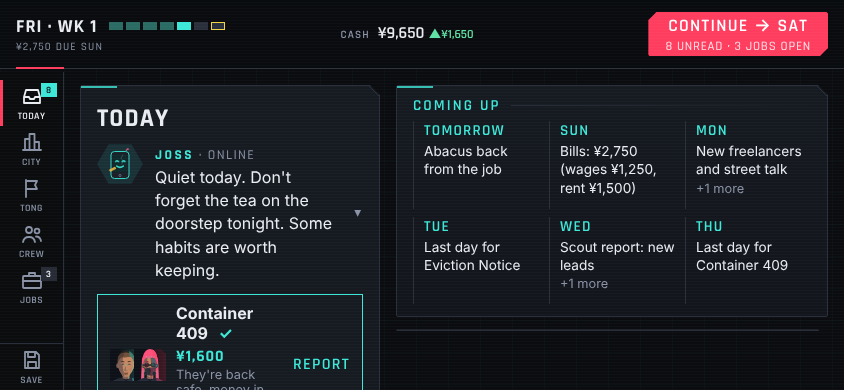 FRI · WK 1
¥2,750 DUE SUN
CASH ¥9,650 ▲¥1,650
CONTINUE → SAT
8 UNREAD · 3 JOBS OPEN
8
TODAY
CITY
TONG
CREW
3
JOBS
SAVE
TODAY
JOSS · ONLINE
Quiet today. Don't
forget the tea on the
doorstep tonight. Some
habits are worth
keeping.
▼
Container
409 ✓
¥1,600
They're back
safe, money in
REPORT
COMING UP
TOMORROW
Abacus back
from the job
SUN
Bills: ¥2,750
(wages ¥1,250,
rent ¥1,500)
MON
New freelancers
and street talk
+1 more
TUE
Last day for
Eviction Notice
WED
Scout report: new
leads
+1 more
THU
Last day for
Container 409